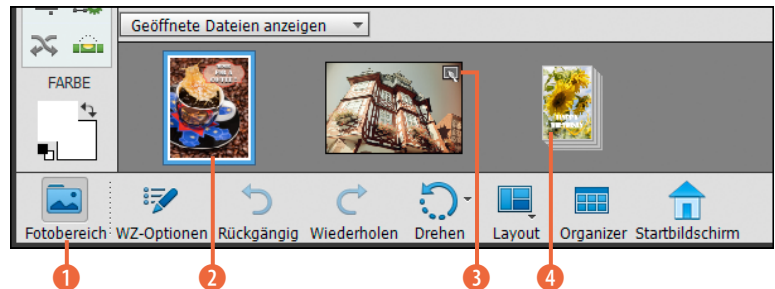 Geöffnete Dateien anzeigen
FARBE
Fotobereich WZ-Optionen Rückgängig Wiederholen Drehen Layout Organizer Startbildschirm
1 2 3 4